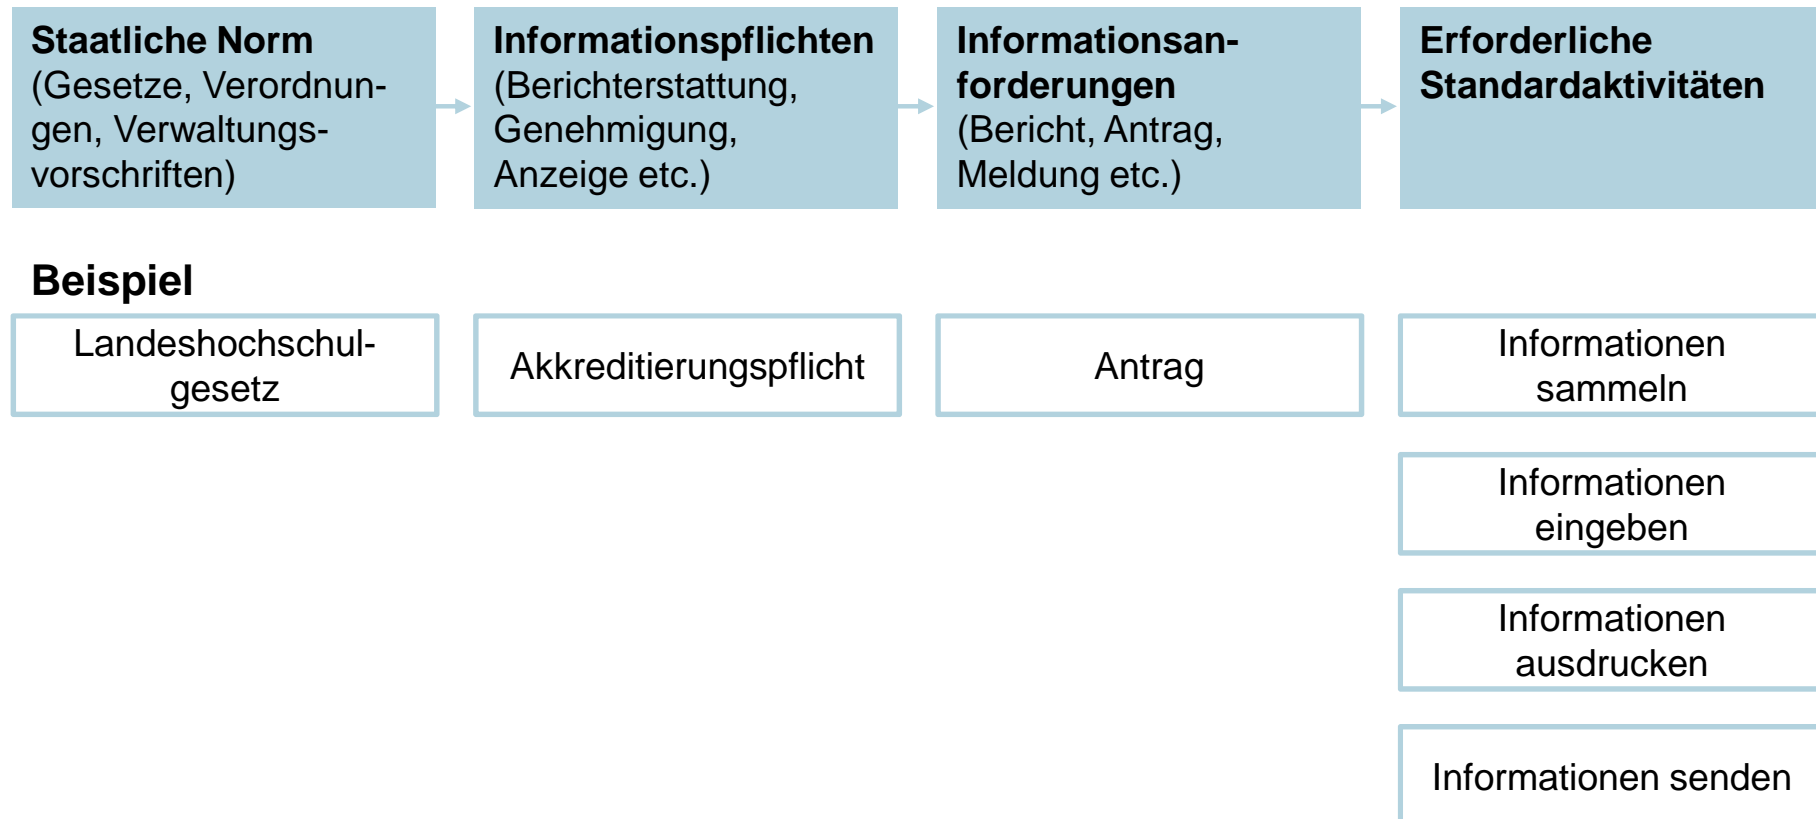 Staatliche Norm
(Gesetze, Verordnun-
gen, Verwaltungs-
vorschriften)
Informationspflichten
(Berichterstattung,
Genehmigung,
Anzeige etc.)
Informationsan-
forderungen
(Bericht, Antrag,
Meldung etc.)
Erforderliche
Standardaktivitäten
Beispiel
Landeshochschul-
gesetz
Akkreditierungspflicht
Antrag
Informationen
sammeln
Informationen
eingeben
Informationen
ausdrucken
Informationen senden